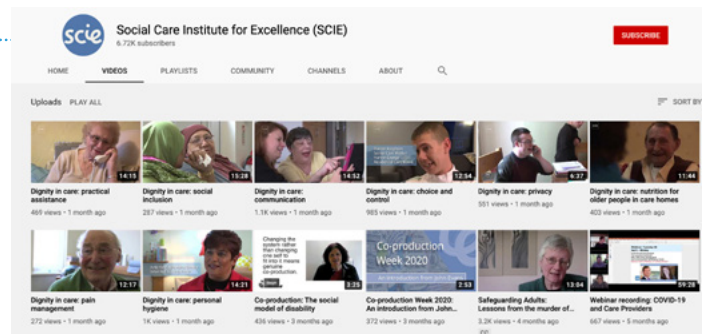 scie
Social Care Institute for Excellence (SCIE)
6.72K subscribers
SUBSCRIBE
HOME VIDEOS PLAYLISTS COMMUNITY CHANNELS ABOUT
Uploads PLAY ALL SORT BY
14:15 15:28 14:52 12:54 6:37 11:44
Dignity in care: practical assistance
469 views • 1 month ago
Dignity in care: social inclusion
287 views • 1 month ago
Dignity in care: communication
1.1K views • 1 month ago
Dignity in care: choice and control
985 views • 1 month ago
Dignity in care: privacy
551 views • 1 month ago
Dignity in care: nutrition for older people in care homes
403 views • 1 month ago
Changing the
system rather
than changing
one self to
fit into it means
genuine
co-production.
Co-production
Week 2020
An introduction from John Evans
12:17 14:21 3:25 2:53 13:04 59:28
Dignity in care: pain management
272 views • 1 month ago
Dignity in care: personal hygiene
1K views • 1 month ago
Co-production: The social model of disability
436 views • 3 months ago
Co-production Week 2020: An introduction from John...
372 views • 3 months ago
Safeguarding Adults: Lessons from the murder of...
3.2K views • 4 months ago
CC
Webinar recording: COVID-19 and Care Providers
667 views • 5 months ago